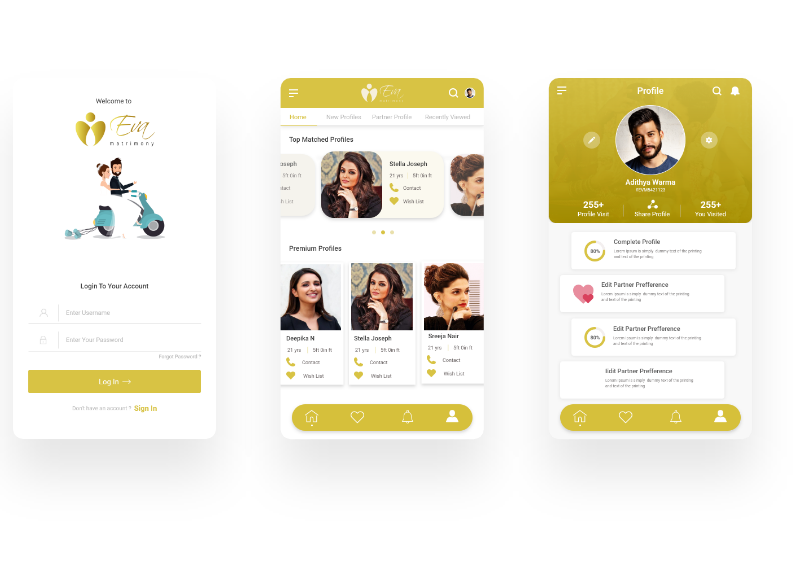 Welcome to
Eva
matrimony
Login To Your Account
Enter Username
Enter Your Password
Forgot Password ?
Log In
Don't have an account ? Sign In
Eva
Home
New Profiles
Partner Profile
Recently Viewed
Top Matched Profiles
oseph
5ft 0in ft
ntact
sh List
Stella Joseph
21 yrs
5ft 0in ft
Contact
Wish List
Premium Profiles
Deepika N
21 yrs
5ft 0in ft
Contact
Wish List
Stella Joseph
21 yrs
5ft 0in ft
Contact
Wish List
Sreeja Nair
21 yrs
5ft 0in ft
Contact
Wish List
Profile
Adithya Warma
255+
Profile Visit
Share Profile
255+
You Visited
80%
Complete Profile
Lorem Ipsum is simply dummy text of the printing
and text of the printing
Edit Partner Prefference
Lorem Ipsum is simply dummy text of the printing
and text of the printing
80%
Edit Partner Prefference
Lorem Ipsum is simply dummy text of the printing
and text of the printing
Edit Partner Prefference
Lorem Ipsum is simply dummy text of the printing
and text of the printing